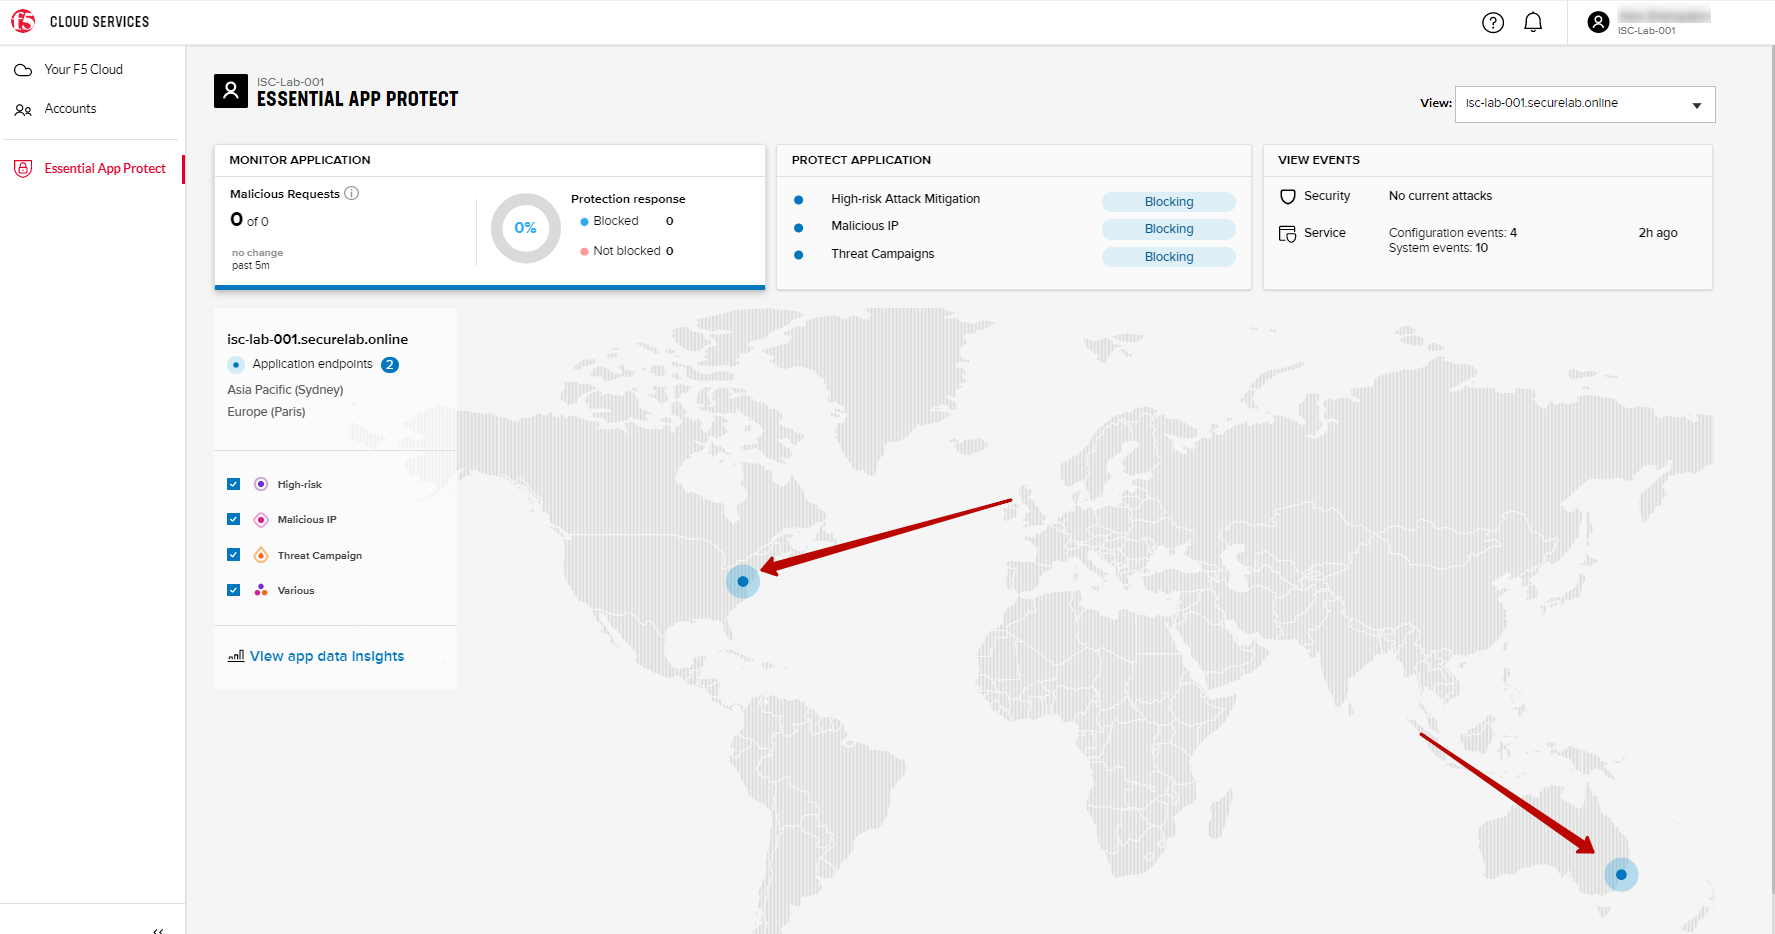 f5 CLOUD SERVICES
?
ISC-Lab-001
Your F5 Cloud
Accounts
Essential App Protect
ISC-Lab-001
ESSENTIAL APP PROTECT
View: isc-lab-001.securelab.online
MONITOR APPLICATION
Malicious Requests i
0 of 0
no change
past 5m
0%
Protection response
Blocked 0
Not blocked 0
PROTECT APPLICATION
High-risk Attack Mitigation Blocking
Malicious IP Blocking
Threat Campaigns Blocking
VIEW EVENTS
Security No current attacks
Service Configuration events: 4 2h ago
System events: 10
isc-lab-001.securelab.online
Application endpoints 2
Asia Pacific (Sydney)
Europe (Paris)
High-risk
Malicious IP
Threat Campaign
Various
View app data insights